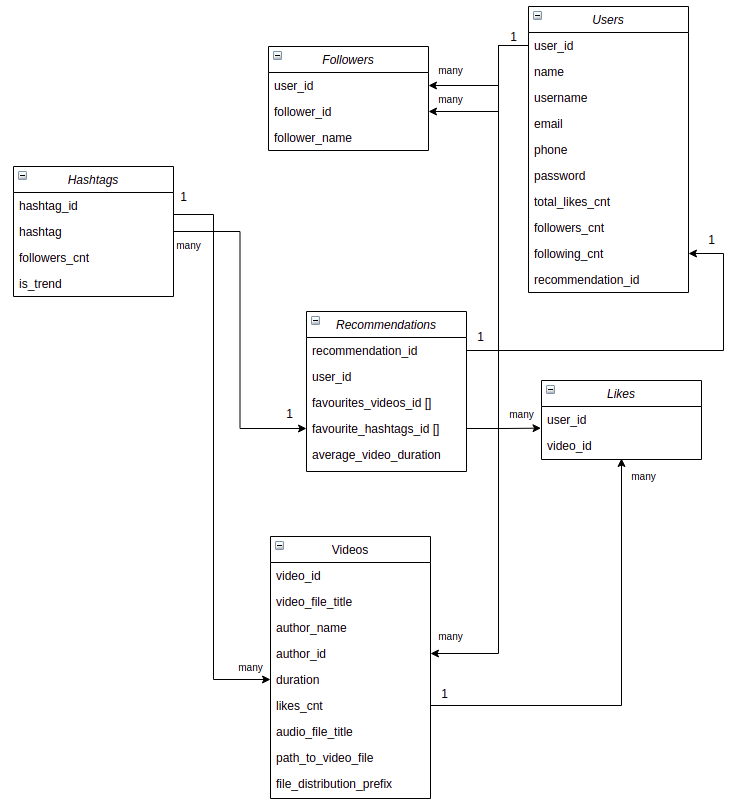 Users
user_id
name
username
email
phone
password
total_likes_cnt
followers_cnt
following_cnt
recommendation_id
1
Followers
user_id
follower_id
follower_name
many
many
Hashtags
hashtag_id
hashtag
followers_cnt
is_trend
1
many
1
Recommendations
recommendation_id
user_id
favourites_videos_id []
favourite_hashtags_id []
average_video_duration
1
1
Likes
user_id
video_id
many
many
Videos
video_id
video_file_title
author_name
author_id
duration
likes_cnt
audio_file_title
path_to_video_file
file_distribution_prefix
many
many
1